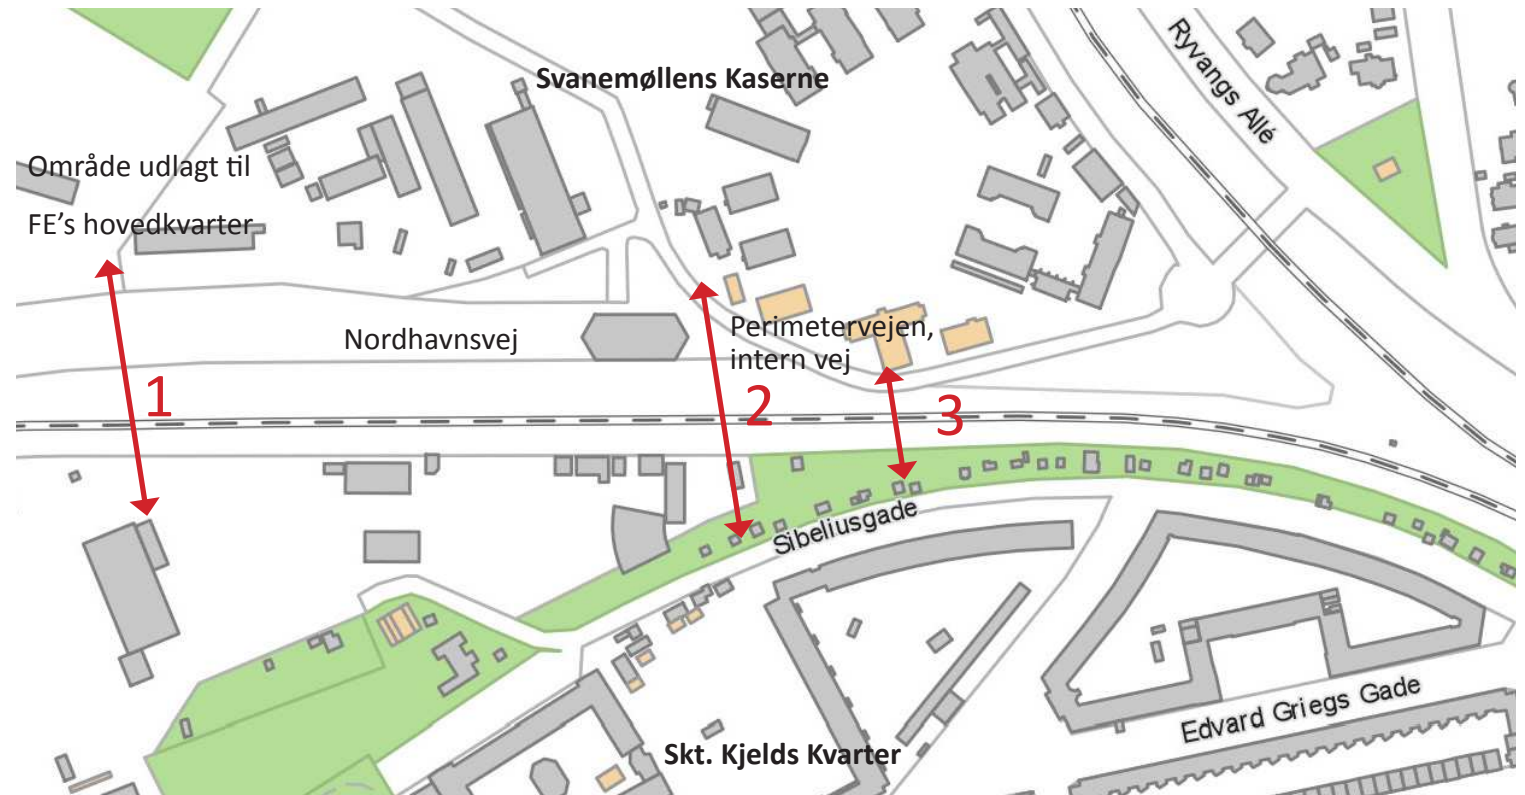 Svanemøllens Kaserne
Ryvangs Allé
Område udlagt til
FE's hovedkvarter
Nordhavnsvej
Perimetervejen,
intern vej
1
2
3
Sibeliusgade
Edvard Griegs Gade
Skt. Kjelds Kvarter